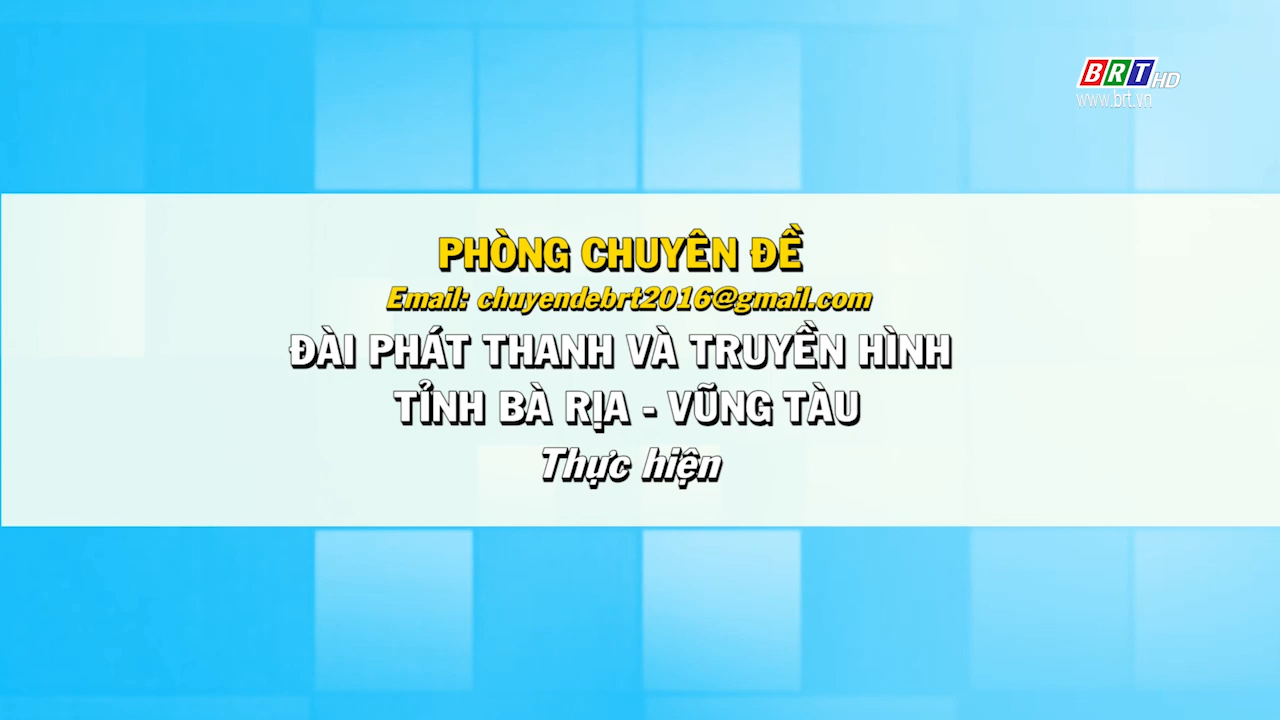 BRT HD
www.brt.vn
PHÒNG CHUYÊN ĐỀ
Email: chuyendebrt2016@gmail.com
ĐÀI PHÁT THANH VÀ TRUYỀN HÌNH
TỈNH BÀ RỊA - VŨNG TÀU
Thực hiện